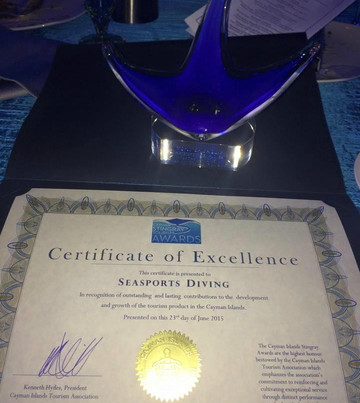 STINGRAY
AWARDS
Certificate of Excellence
This certificate is presented to
SEASPORTS DIVING
In recognition of outstanding and lasting contributions to the development
and growth of the tourism product in the Cayman Islands.
Presented on this 23rd day of June 2015
Kenneth Hydes, President
Cayman Islands Tourism Association
The Cayman Islands Stingray
Awards are the highest honour
bestowed by the Cayman Islands
Tourism Association which
emphasizes the association's
commitment to reinforcing and
cultivating exceptional service
through distinct performance